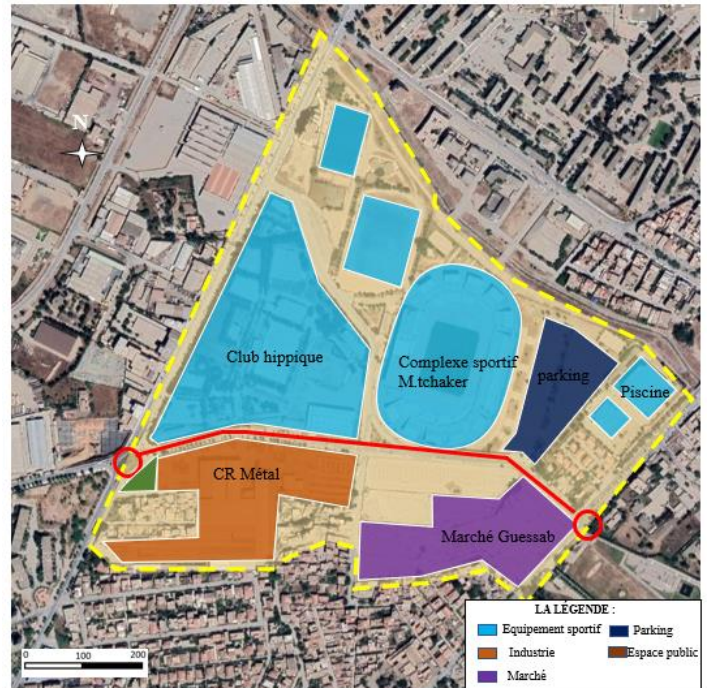 N
Club hippique
Complexe sportif
M.tchaker
parking
Piscine
CR Métal
Marché Guessab
LA LÉGENDE :
Equipement sportif
Parking
Industrie
Espace public
Marché
0 100 200